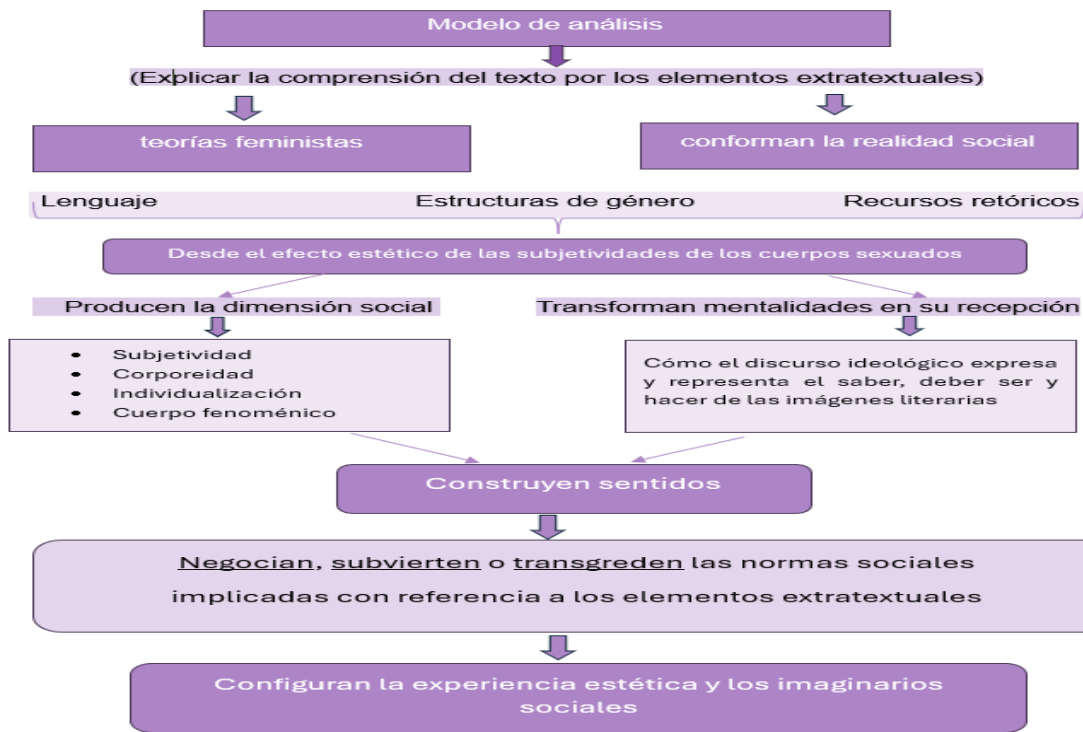 Modelo de análisis
(Explicar la comprensión del texto por los elementos extratextuales)
teorías feministas
conforman la realidad social
Lenguaje
Estructuras de género
Recursos retóricos
Desde el efecto estético de las subjetividades de los cuerpos sexuados
Producen la dimensión social
Transforman mentalidades en su recepción
• Subjetividad
• Corporeidad
• Individualización
• Cuerpo fenoménico
Cómo el discurso ideológico expresa
y representa el saber, deber ser y
hacer de las imágenes literarias
Construyen sentidos
Negocian, subvierten o transgreden las normas sociales
implicadas con referencia a los elementos extratextuales
Configuran la experiencia estética y los imaginarios
sociales